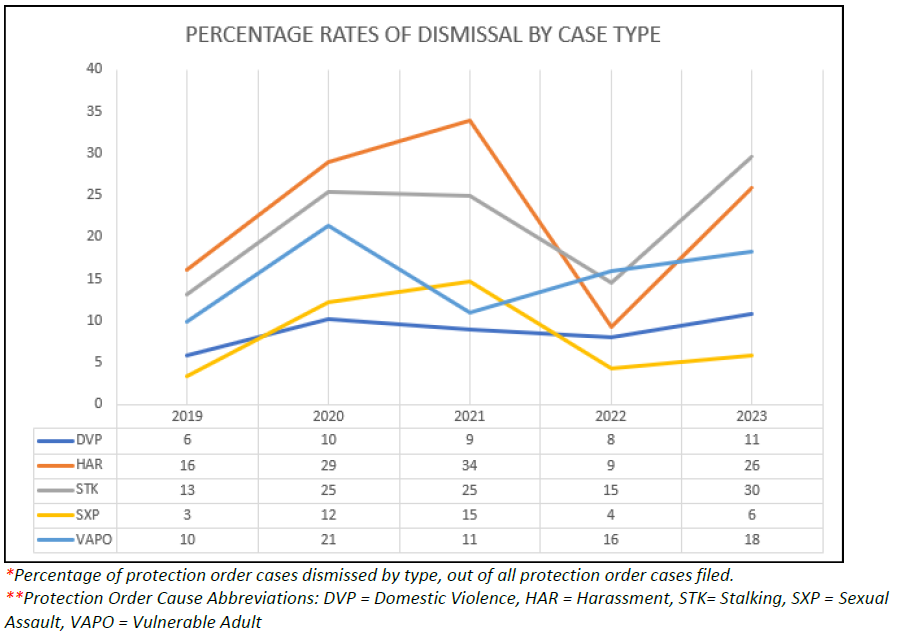 PERCENTAGE RATES OF DISMISSAL BY CASE TYPE
40
35
30
25
20
15
10
5
0
2019 2020 2021 2022 2023
DVP 6 10 9 8 11
HAR 16 29 34 9 26
STK 13 25 25 15 30
SXP 3 12 15 4 6
VAPO 10 21 11 16 18
*Percentage of protection order cases dismissed by type, out of all protection order cases filed.
**Protection Order Cause Abbreviations: DVP = Domestic Violence, HAR = Harassment, STK= Stalking, SXP = Sexual
Assault, VAPO = Vulnerable Adult